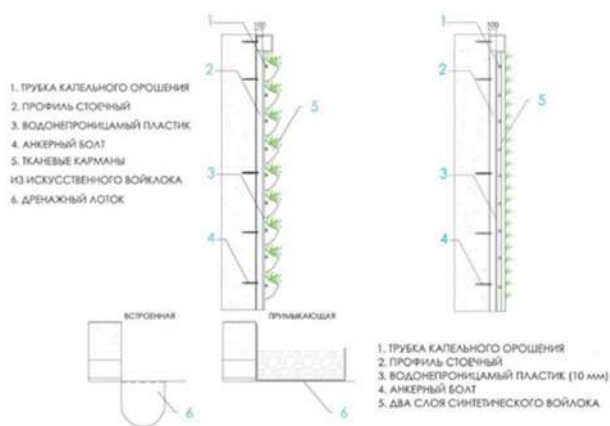 100
1
2
3
4
5
1. ТРУБКА КАПЕЛЬНОГО ОРОШЕНИЯ
2. ПРОФИЛЬ СТОЕЧНЫЙ
3. ВОДОНЕПРОНИЦАМЫЙ ПЛАСТИК
4. АНКЕРНЫЙ БОЛТ
5. ТКАНЕВЫЕ КАРМАНЫ
ИЗ ИСКУССТВЕННОГО ВОЙКЛОКА
6. ДРЕНАЖНЫЙ ЛОТОК
100
1
2
3
4
5
ВСТРОЕННАЯ
6
ПРИМЫКАЮЩАЯ
6
1. ТРУБКА КАПЕЛЬНОГО ОРОШЕНИЯ
2. ПРОФИЛЬ СТОЕЧНЫЙ
3. ВОДОНЕПРОНИЦАМЫЙ ПЛАСТИК (10 мм)
4. АНКЕРНЫЙ БОЛТ
5. ДВА СЛОЯ СИНТЕТИЧЕСКОГО ВОЙЛОКА